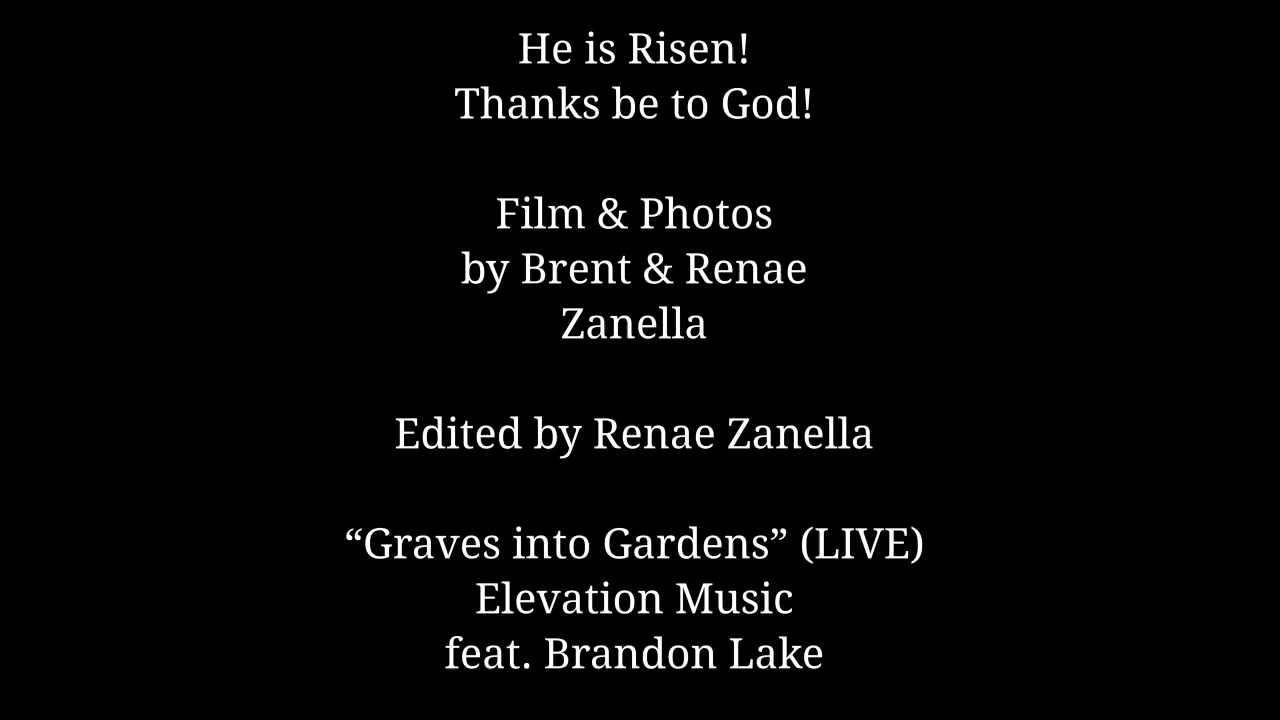 He is Risen!
Thanks be to God!
Film & Photos
by Brent & Renae
Zanella
Edited by Renae Zanella
“Graves into Gardens” (LIVE)
Elevation Music
feat. Brandon Lake